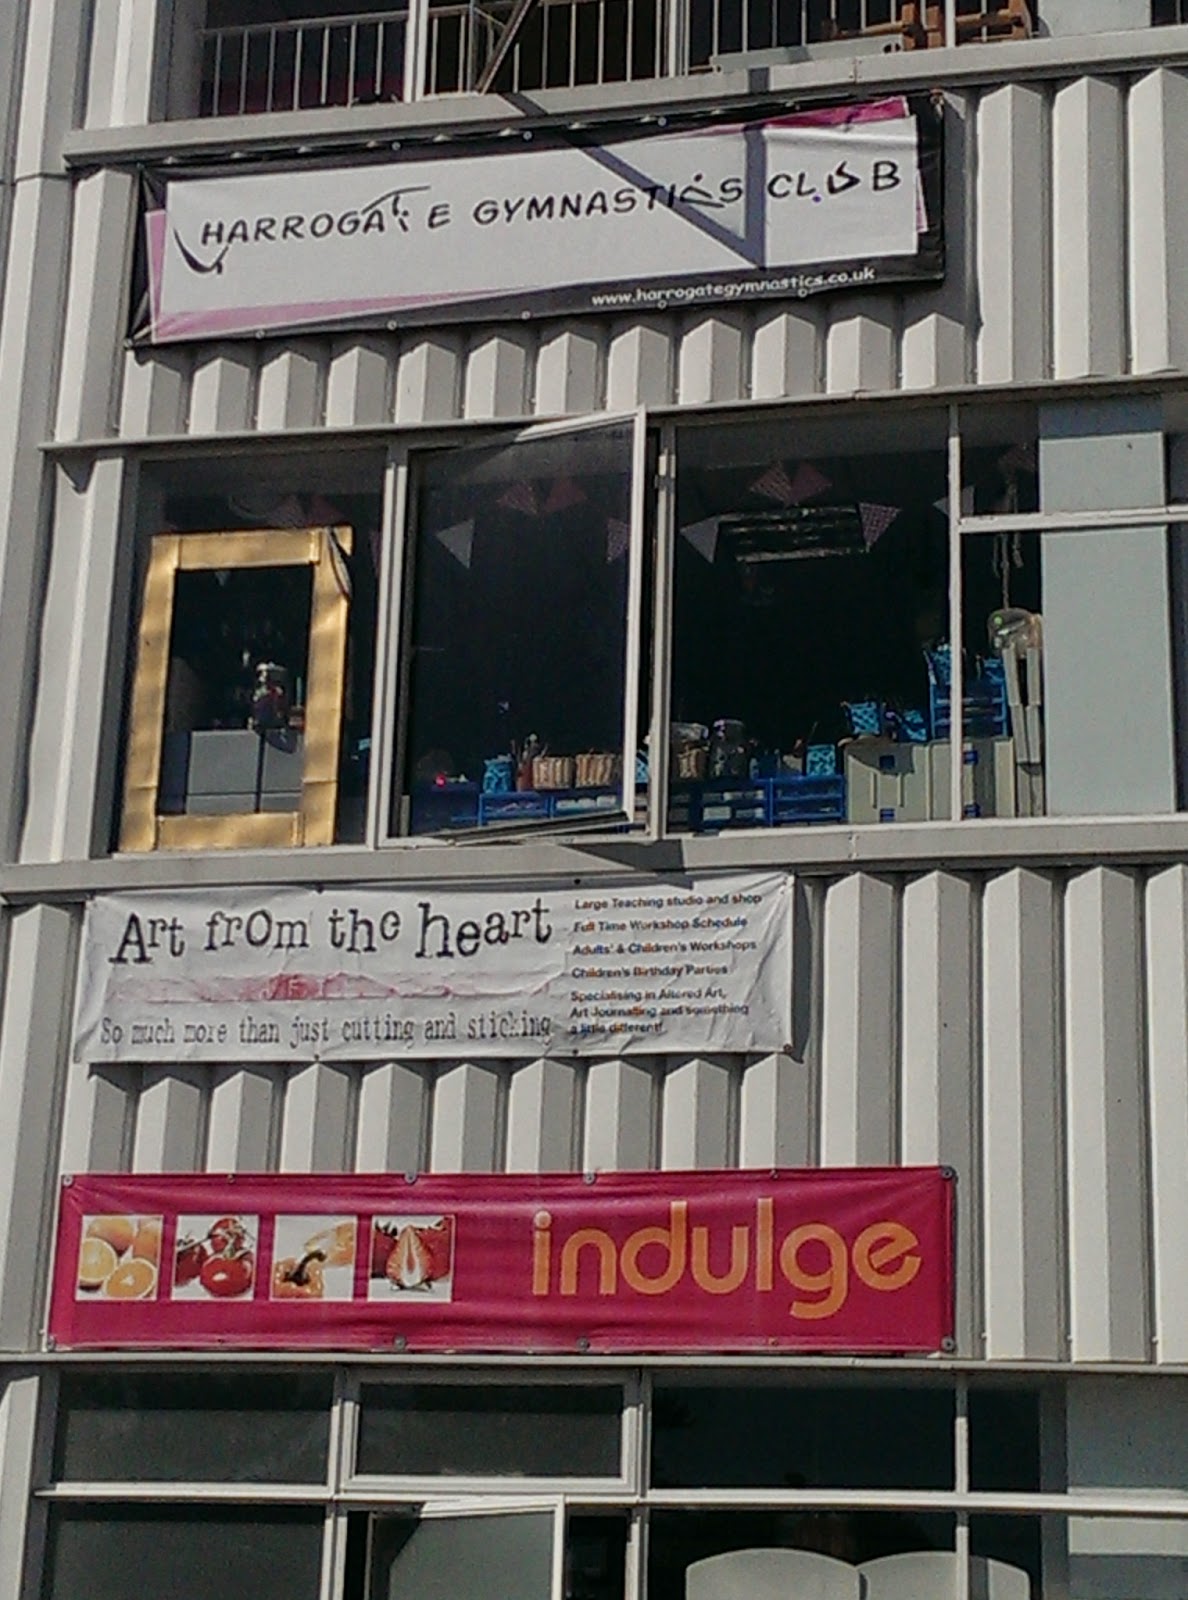 HARROGATE GYMNASTICS CLUB
www.harrogategymnastics.co.uk
Art from the heart
So much more than just cutting and sticking
Large Teaching studio and shop
Full Time Workshop Schedule
Adults' & Children's Workshops
Children's Birthday Parties
Specialising in Altered Art,
Art Journalling and something
a little different!
indulge